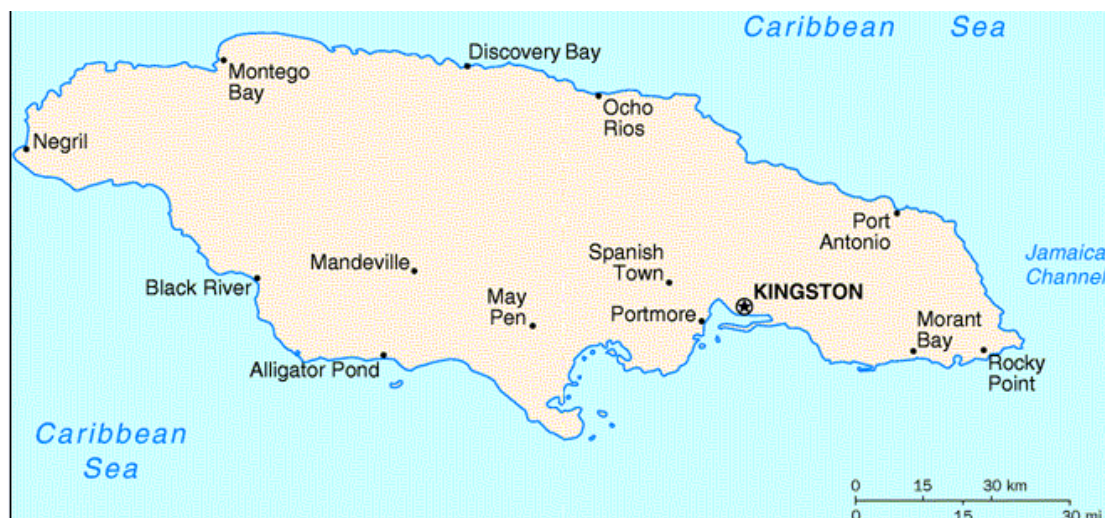 Caribbean Sea
Discovery Bay
Montego
Bay
Ocho
Rios
Negril
Port
Antonio
Jamaica
Channel
Spanish
Town
Mandeville
Black River
KINGSTON
May
Pen
Portmore
Morant
Bay
Rocky
Point
Alligator Pond
Caribbean
Sea
0 15 30 km
0 15 30 mi